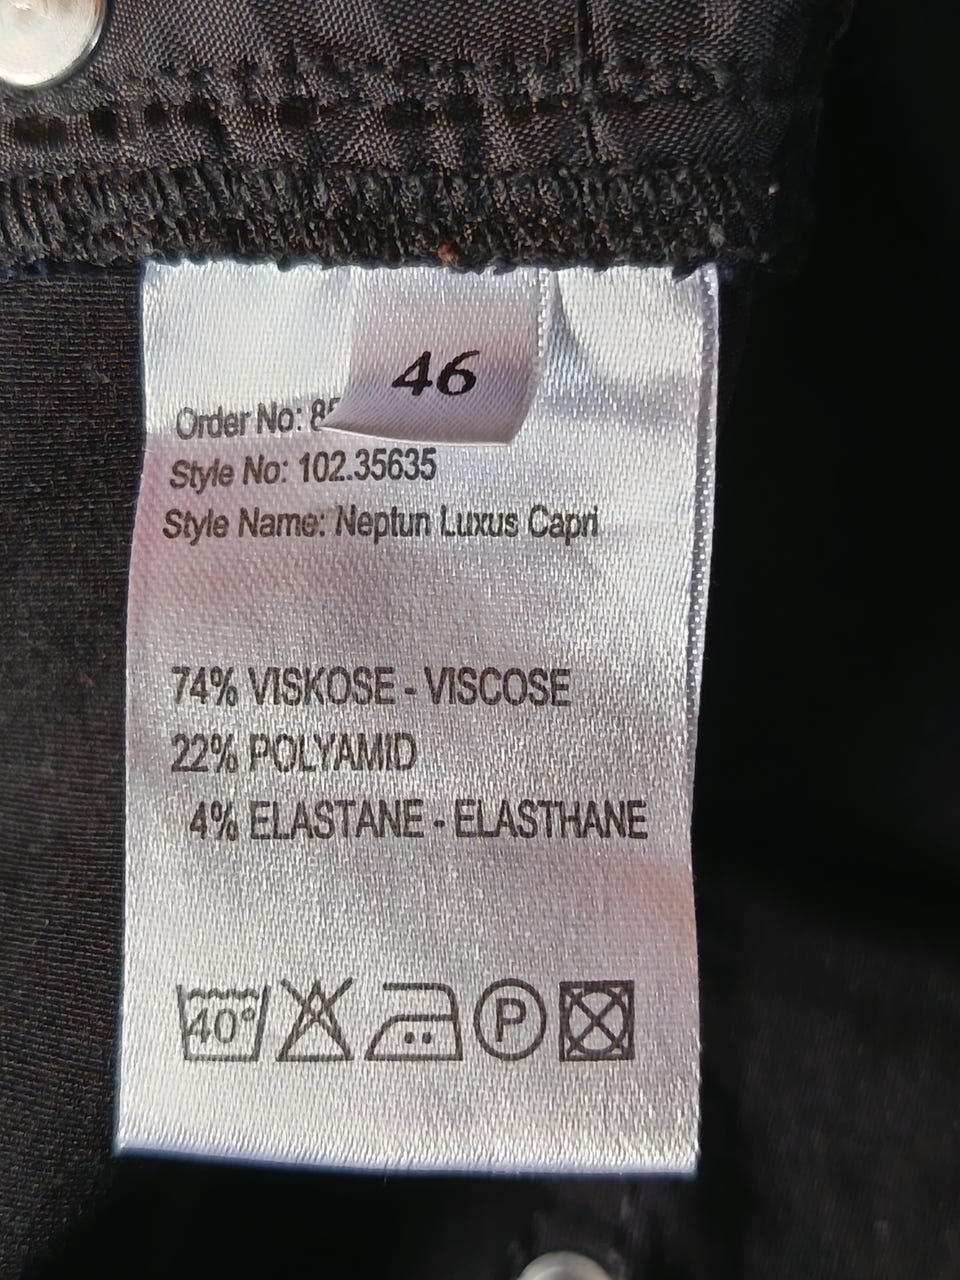 46
Order No:
Style No: 102.35635
Style Name: Neptun Luxus Capri
74% VISKOSE - VISCOSE
22% POLYAMID
4% ELASTANE - ELASTHANE
40°
P